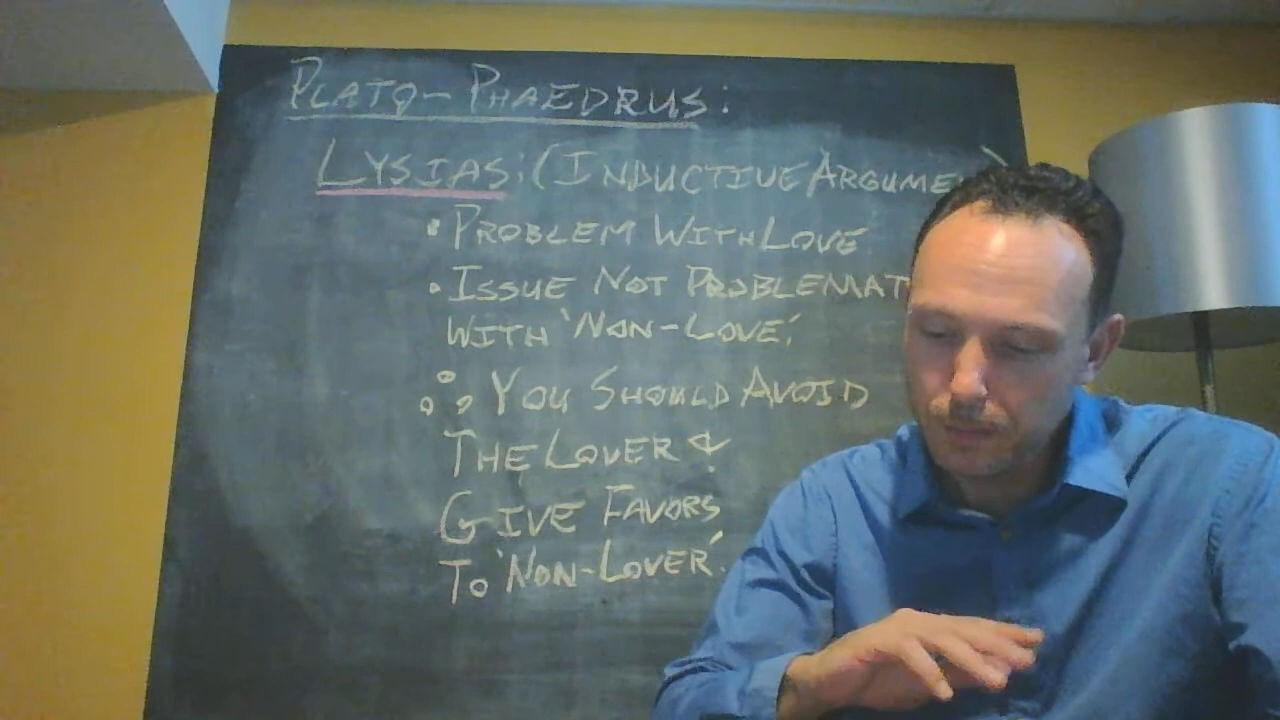 PLATO- PHAEDRUS:
LYSIAS: (INDUCTIVE ARGUME
• PROBLEM WITH LOVE
• ISSUE NOT PROBLEMAT
WITH 'NON-LOVE.'
∴ YOU SHOULD AVOID
THE LOVER &
GIVE FAVORS
TO 'NON-LOVER'.